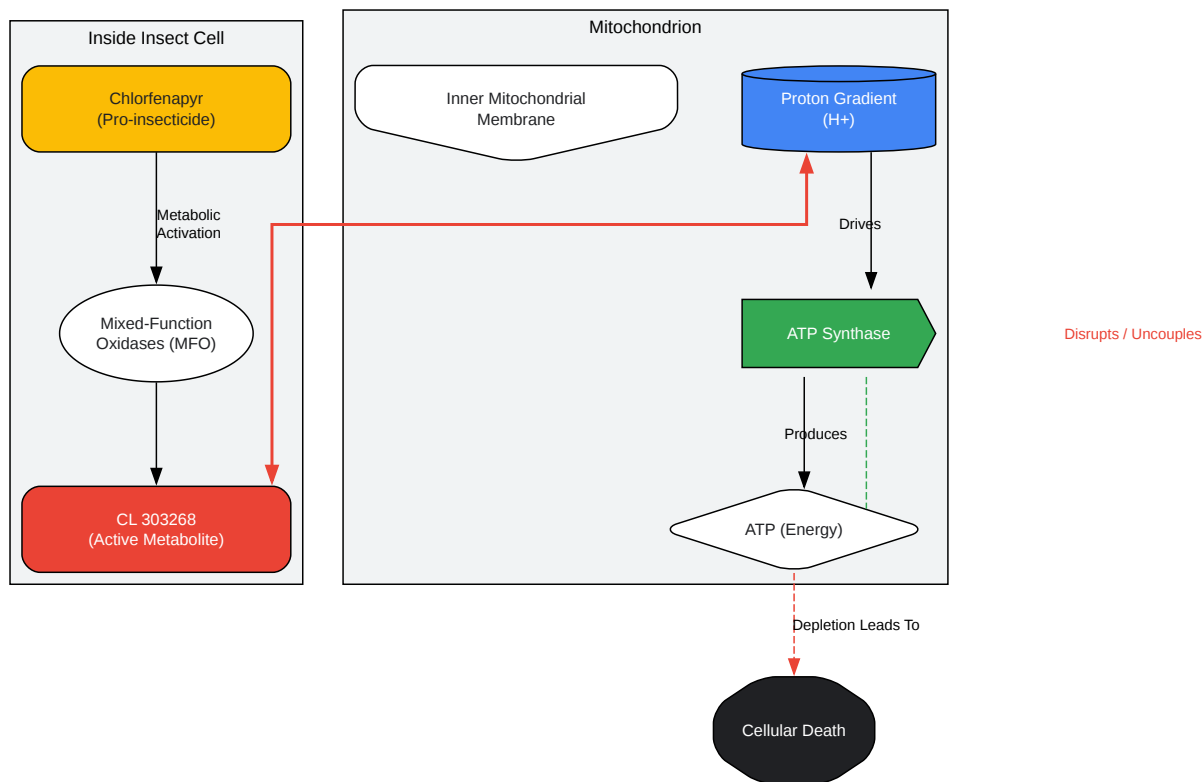 Inside Insect Cell
Chlorfenapyr
(Pro-insecticide)
Metabolic
Activation
Mixed-Function
Oxidases (MFO)
CL 303268
(Active Metabolite)
Mitochondrion
Inner Mitochondrial
Membrane
Proton Gradient
(H+)
Drives
ATP Synthase
Produces
ATP (Energy)
Disrupts / Uncouples
Depletion Leads To
Cellular Death